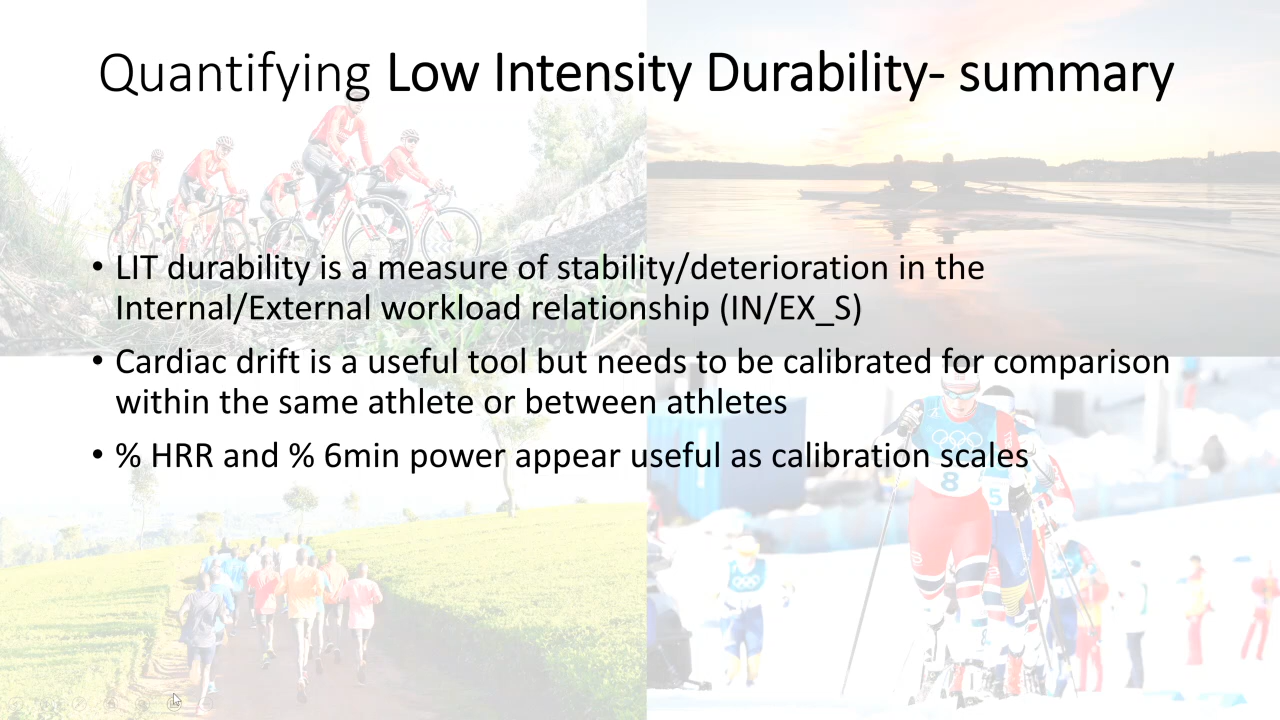 Quantifying Low Intensity Durability- summary
• LIT durability is a measure of stability/deterioration in the
Internal/External workload relationship (IN/EX_S)
• Cardiac drift is a useful tool but needs to be calibrated for comparison
within the same athlete or between athletes
• % HRR and % 6min power appear useful as calibration scales
8
5